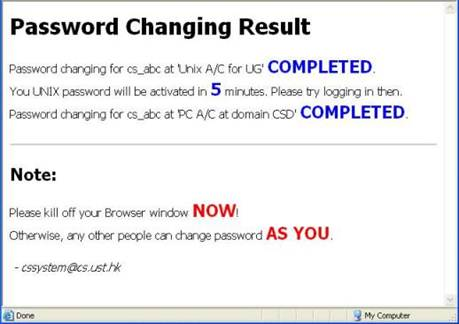 Password Changing Result
Password changing for cs_abc at 'Unix A/C for UG' COMPLETED.
You UNIX password will be activated in 5 minutes. Please try logging in then.
Password changing for cs_abc at 'PC A/C at domain CSD' COMPLETED.
Note:
Please kill off your Browser window NOW!
Otherwise, any other people can change password AS YOU.
- cssystem@cs.ust.hk
Done
My Computer